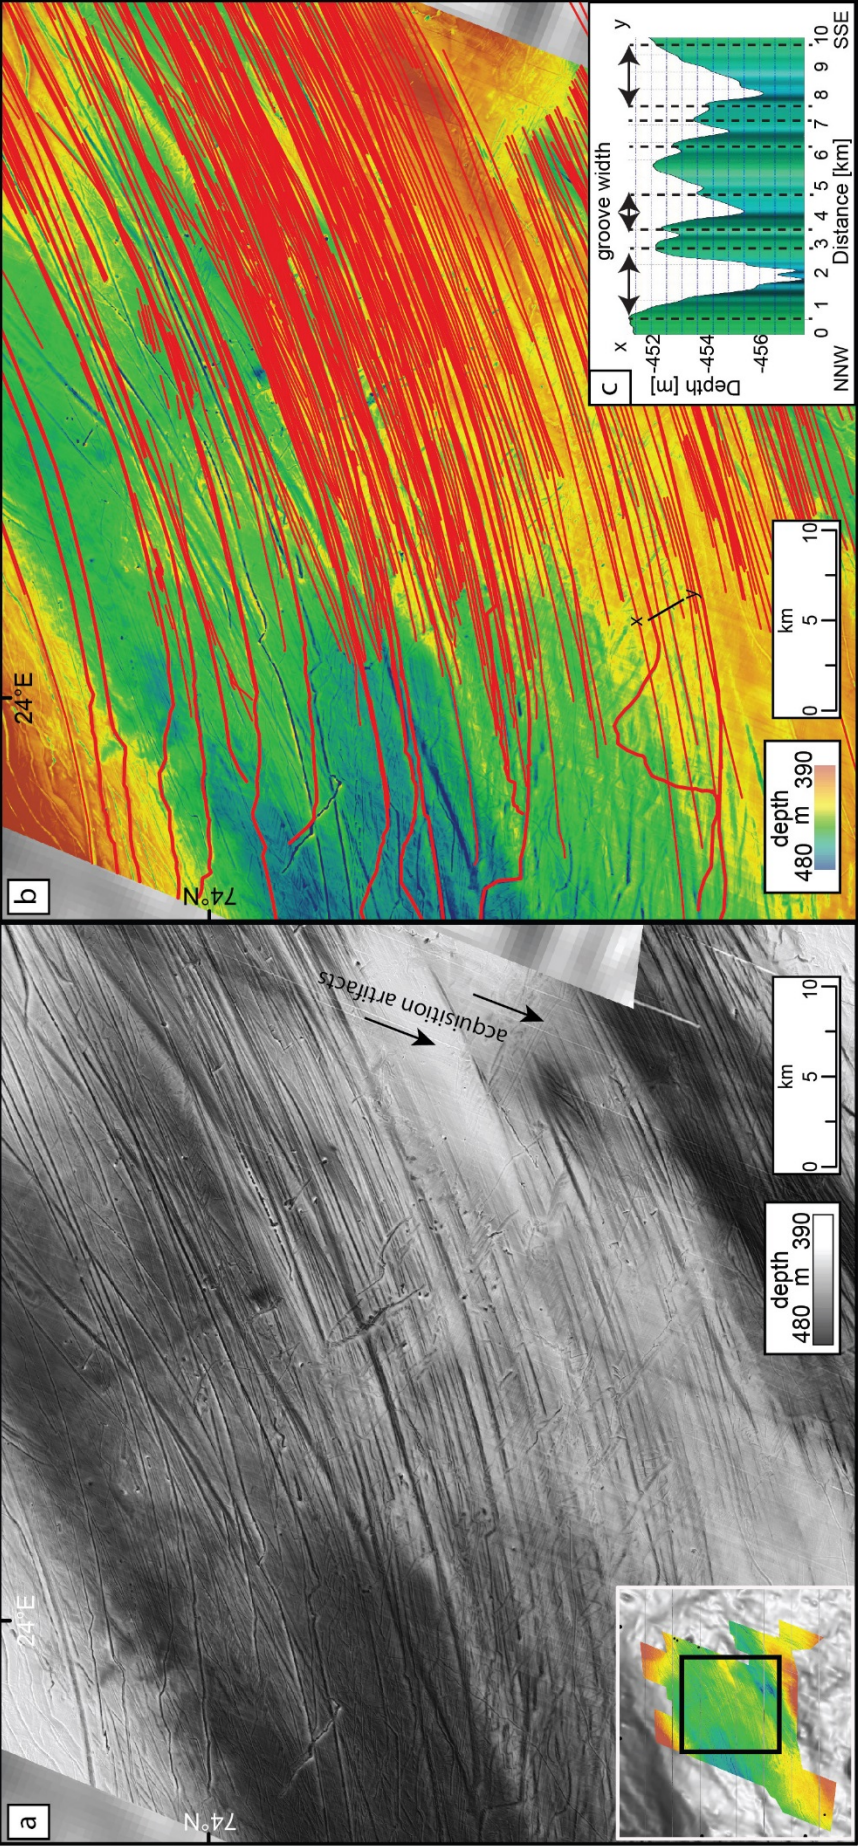 a
24°E
74°N
acquisition artifacts
depth
480 m 390
km
0 5 10
b
24°E
74°N
x
y
depth
480 m 390
km
0 5 10
c
x
y
groove width
-452
-454
-456
Depth [m]
0 1 2 3 4 5 6 7 8 9 10
NNW
Distance [km]
SSE